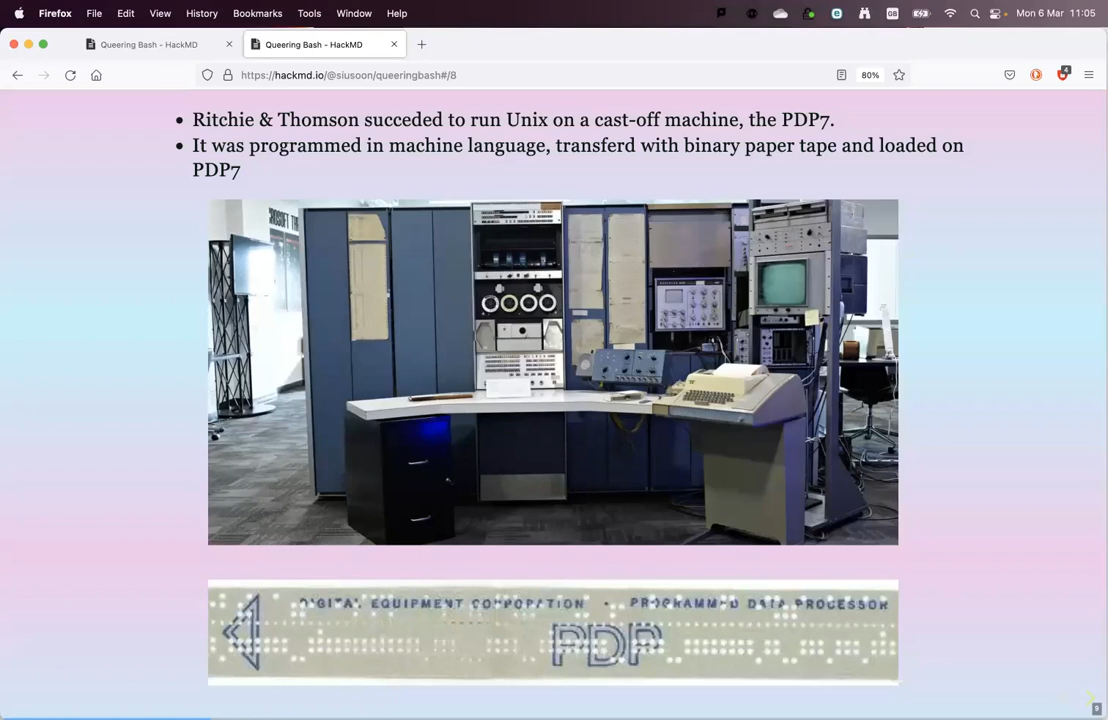 Firefox File Edit View History Bookmarks Tools Window Help GB Mon 6 Mar 11:05
Queering Bash - HackMD Queering Bash - HackMD
https://hackmd.io/@siusoon/queeringbash#/8 80% 4
Ritchie & Thomson succeded to run Unix on a cast-off machine, the PDP7.
It was programmed in machine language, transferd with binary paper tape and loaded on
PDP7
DIGITAL EQUIPMENT CORPORATION • PROGRAMMED DATA PROCESSOR
PDP
9